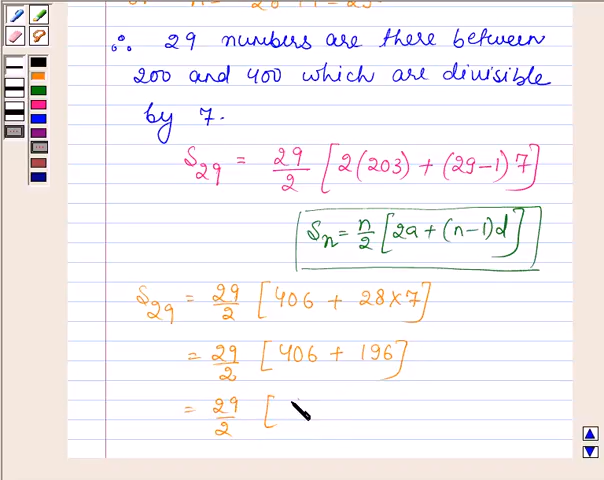 ∴ 29 numbers are there between
200 and 400 which are divisible
by 7.
S₂₉ = 29/2 [2(203) + (29-1)7]
Sₙ = n/2 [2a + (n-1)d]
S₂₉ = 29/2 [406 + 28×7]
= 29/2 [406 + 196]
= 29/2 [